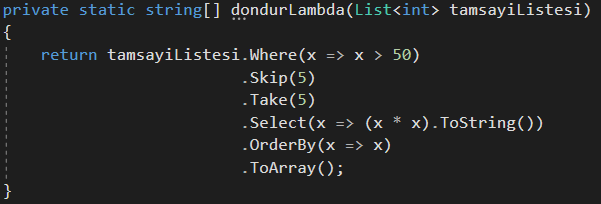 private static string[] dondurLambda(List<int> tamsayiListesi)
{
    return tamsayiListesi.Where(x => x > 50)
                         .Skip(5)
                         .Take(5)
                         .Select(x => (x * x).ToString())
                         .OrderBy(x => x)
                         .ToArray();
}